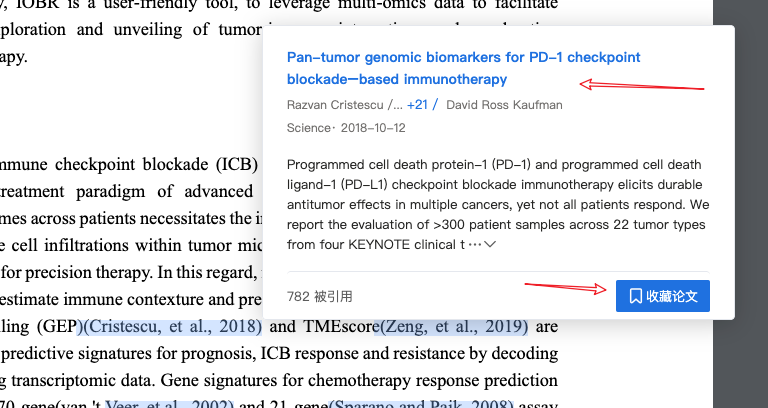 , IOBR is a user-friendly tool, to leverage multi-omics data to facilitate
ploration and unveiling of tumor
apy.
Pan-tumor genomic biomarkers for PD-1 checkpoint
blockade—based immunotherapy
Razvan Cristescu /... +21 / David Ross Kaufman
Science· 2018-10-12
Programmed cell death protein–1 (PD-1) and programmed cell death
ligand–1 (PD-L1) checkpoint blockade immunotherapy elicits durable
antitumor effects in multiple cancers, yet not all patients respond. We
report the evaluation of >300 patient samples across 22 tumor types
from four KEYNOTE clinical t ···
782 被引用
收藏论文
mmune checkpoint blockade (ICB)
treatment paradigm of advanced
mes across patients necessitates the i
e cell infiltrations within tumor mic
for precision therapy. In this regard,
estimate immune contexture and pre
ling (GEP)(Cristescu, et al., 2018) and TMEscore(Zeng, et al., 2019) are
predictive signatures for prognosis, ICB response and resistance by decoding
g transcriptomic data. Gene signatures for chemotherapy response prediction
70 gene(van 't Veer, et al., 2002) and 21 gene(Sparano and Paik, 2008) assay